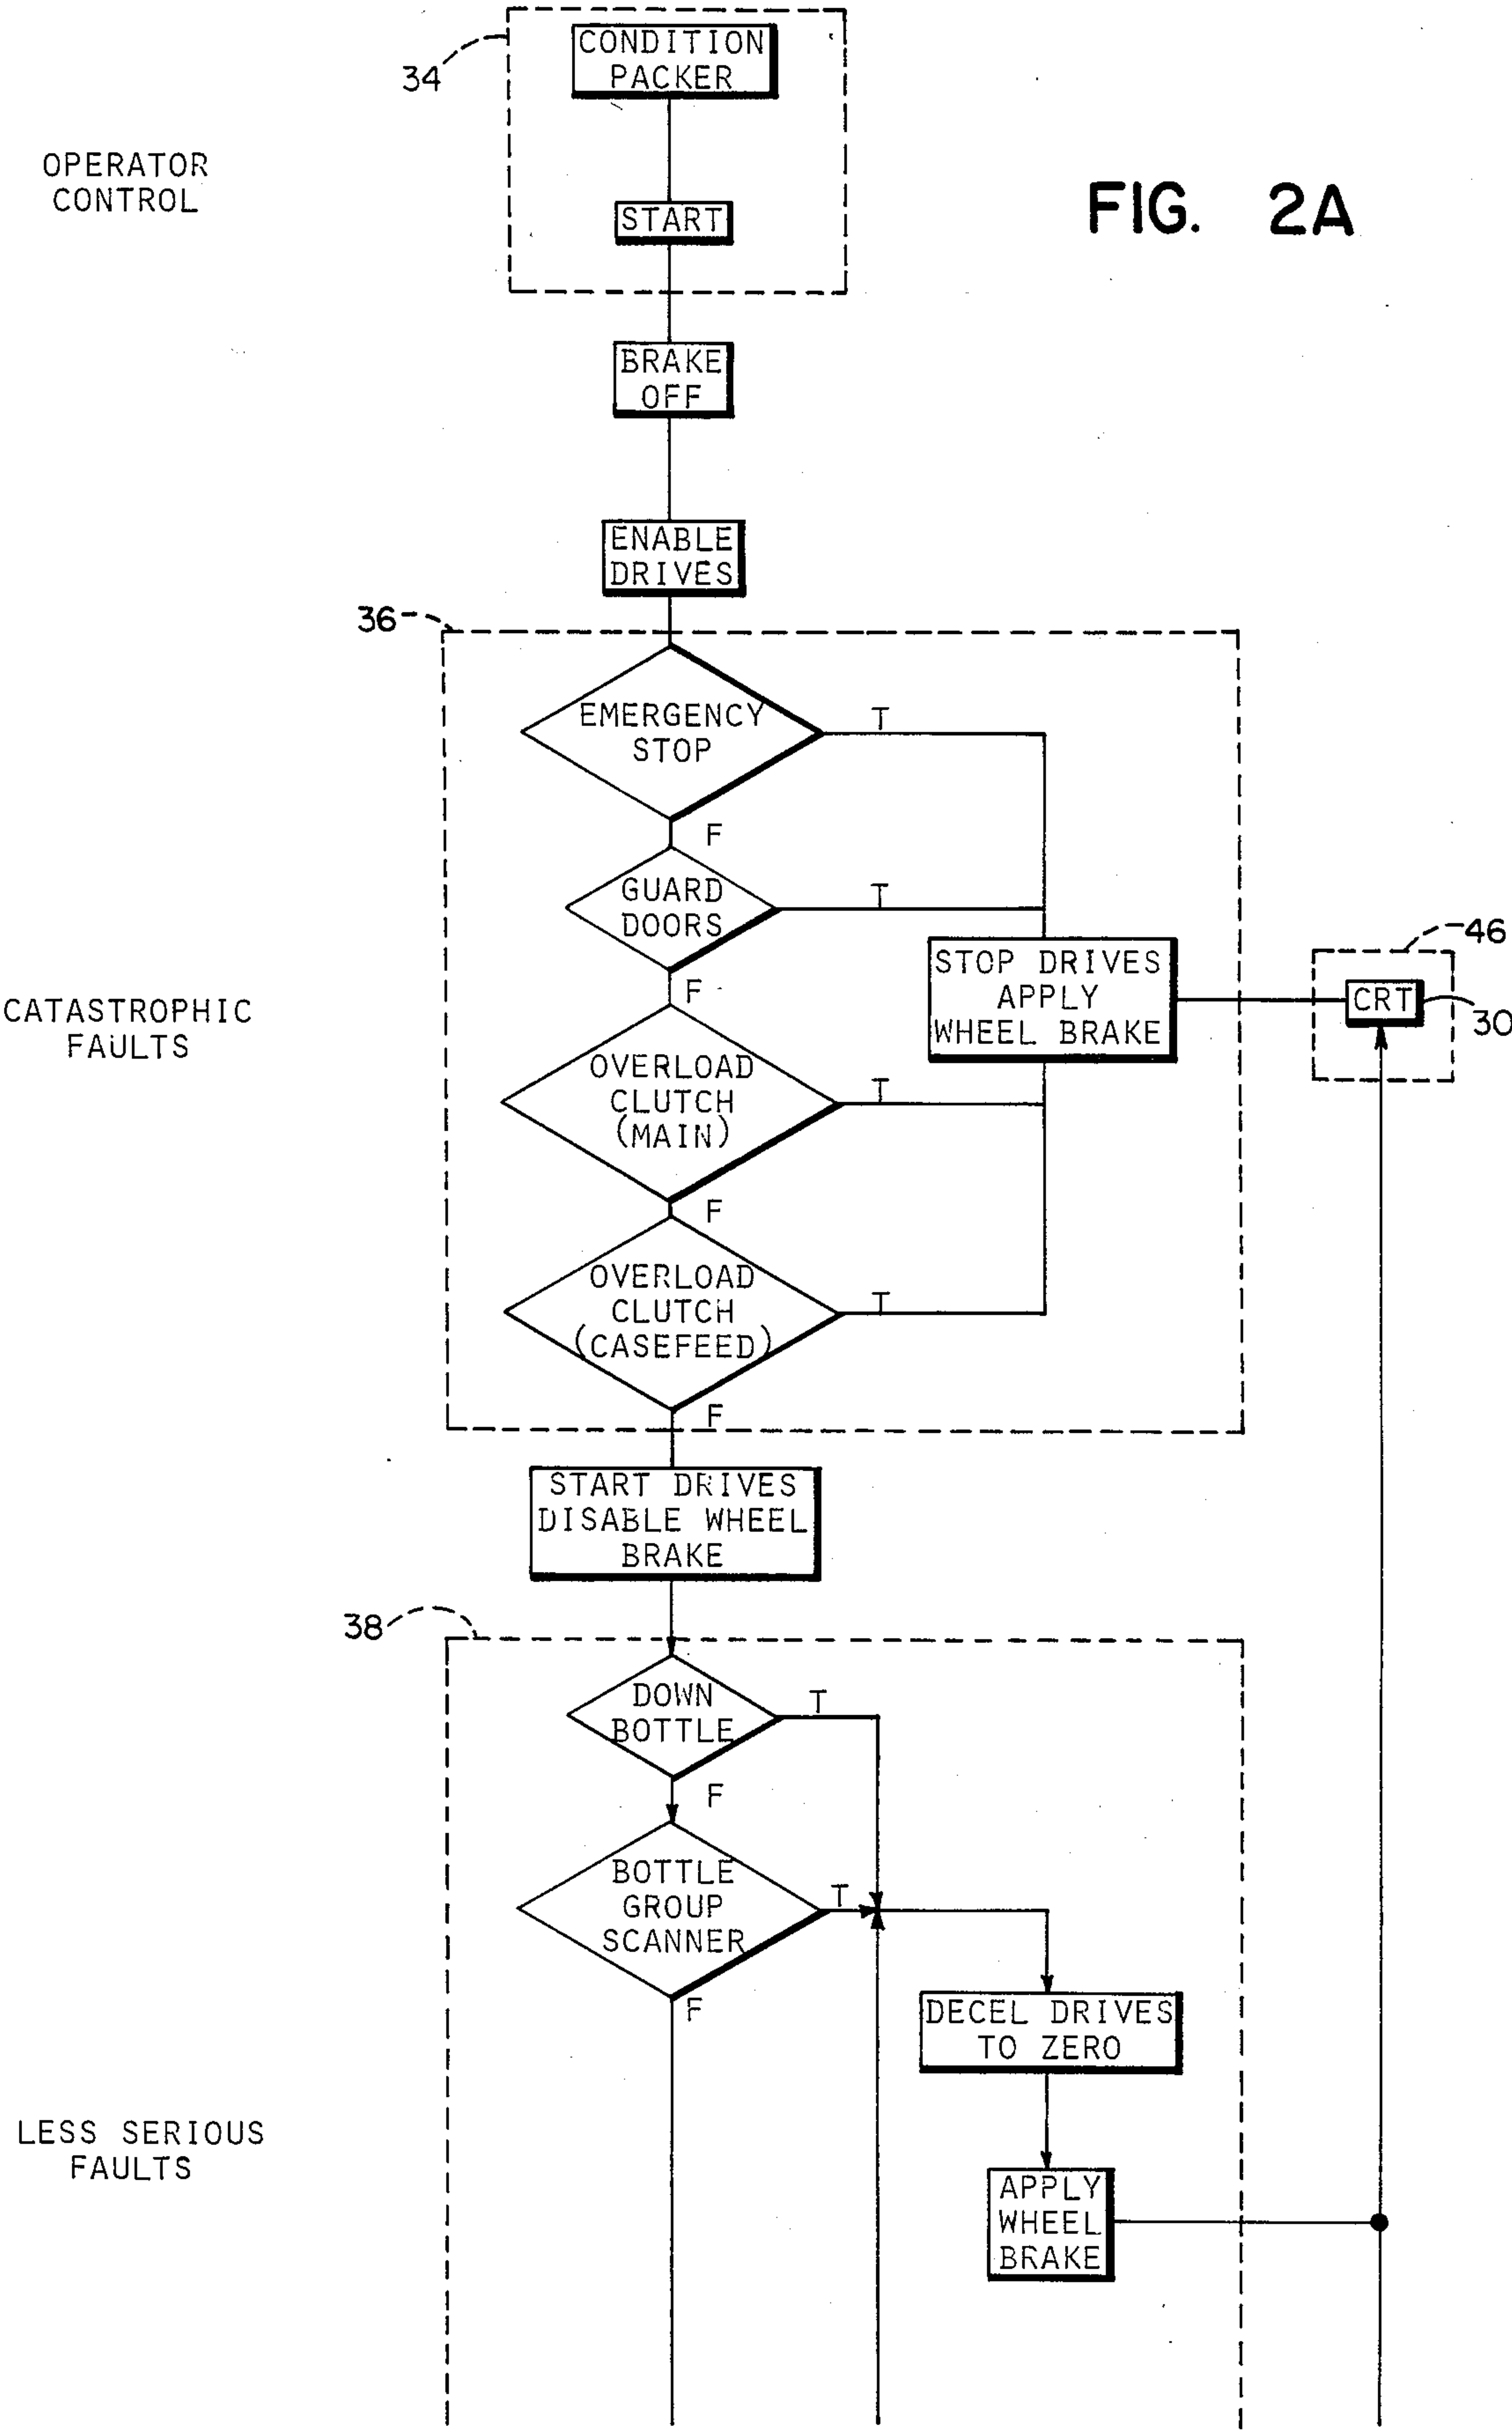 CONDITION
PACKER
34
OPERATOR
CONTROL
START
FIG. 2A
BRAKE
OFF
ENABLE
DRIVES
36
EMERGENCY
STOP
T
F
GUARD
DOORS
T
F
STOP DRIVES
APPLY
WHEEL BRAKE
46
CRT
30
CATASTROPHIC
FAULTS
OVERLOAD
CLUTCH
(MAIN)
T
F
OVERLOAD
CLUTCH
(CASEFEED)
T
F
START DRIVES
DISABLE WHEEL
BRAKE
38
DOWN
BOTTLE
T
F
BOTTLE
GROUP
SCANNER
T
F
DECEL DRIVES
TO ZERO
LESS SERIOUS
FAULTS
APPLY
WHEEL
BRAKE